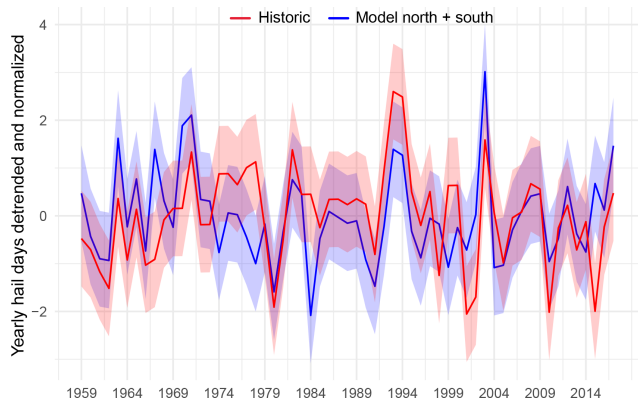 Historic Model north + south
Yearly hail days detrended and normalized
4
2
0
−2
1959 1964 1969 1974 1979 1984 1989 1994 1999 2004 2009 2014